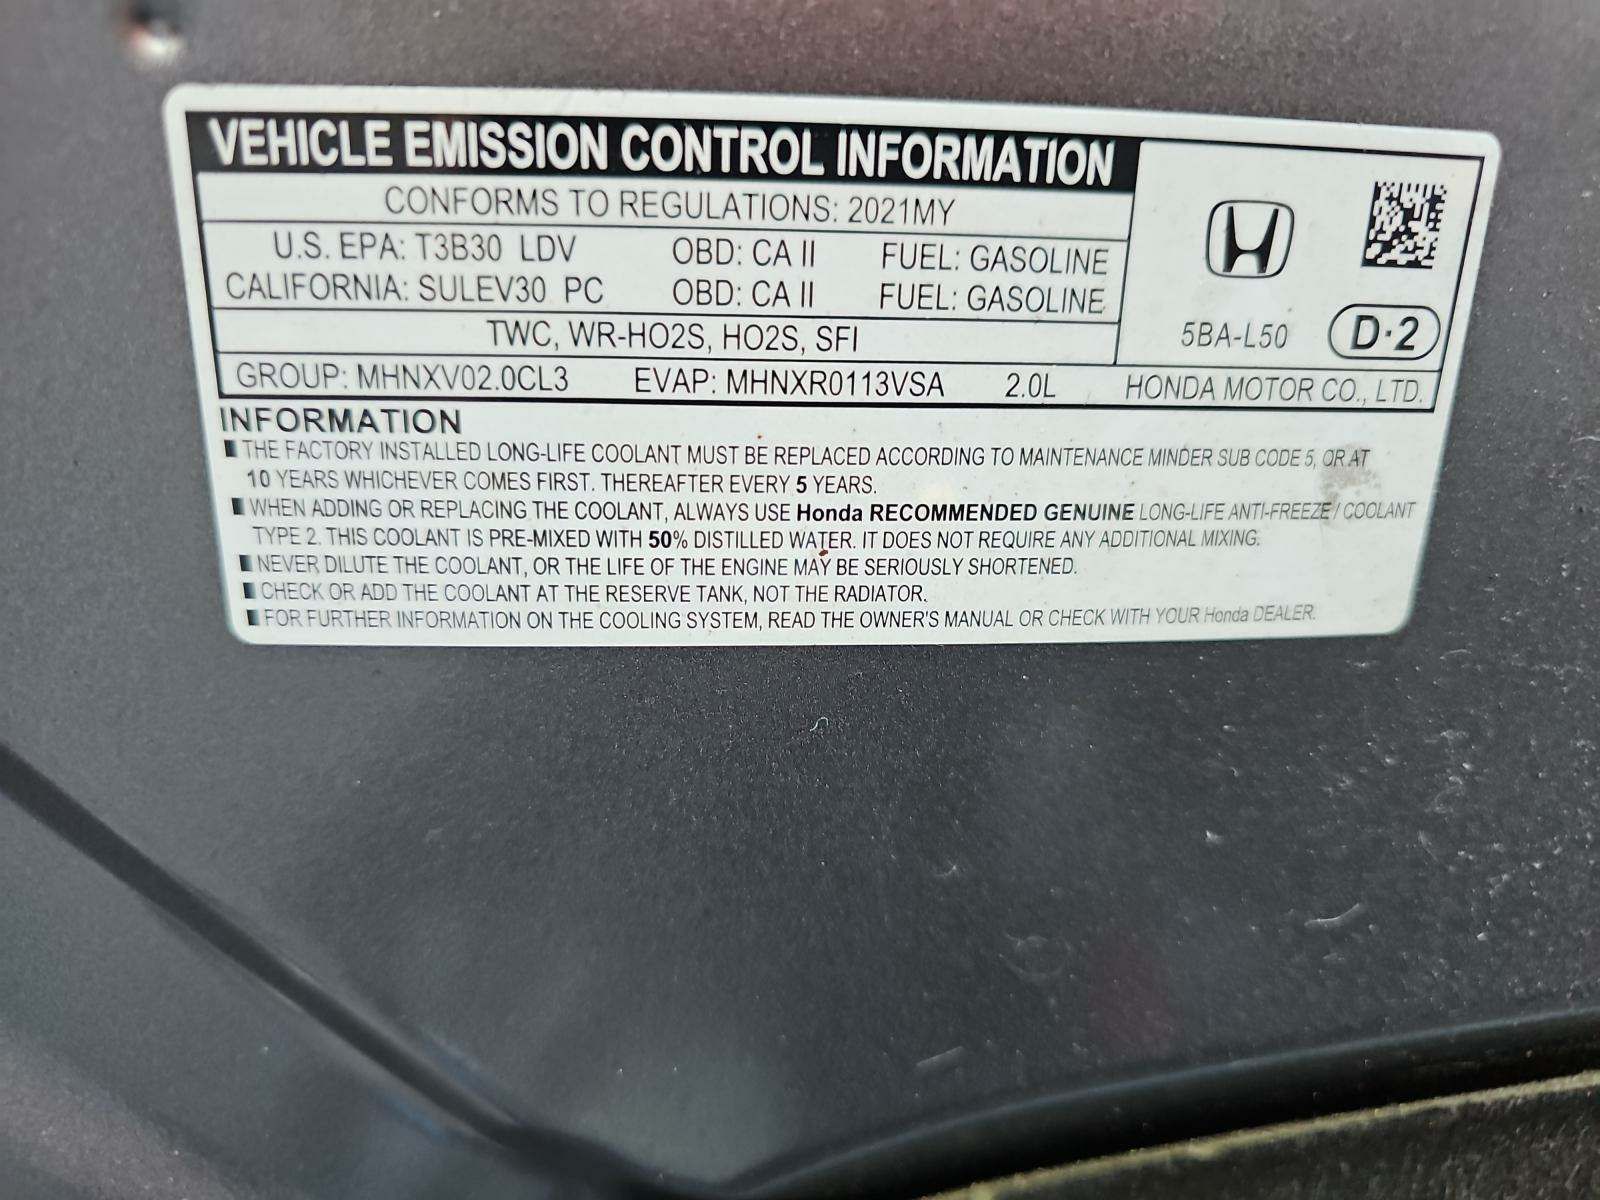 VEHICLE EMISSION CONTROL INFORMATION
CONFORMS TO REGULATIONS: 2021MY
U.S. EPA: T3B30 LDV OBD: CA II FUEL: GASOLINE
CALIFORNIA: SULEV30 PC OBD: CA II FUEL: GASOLINE
TWC, WR-HO2S, HO2S, SFI
5BA-L50 D·2
GROUP: MHNXV02.0CL3 EVAP: MHNXR0113VSA 2.0L HONDA MOTOR CO., LTD.
INFORMATION
■ THE FACTORY INSTALLED LONG-LIFE COOLANT MUST BE REPLACED ACCORDING TO MAINTENANCE MINDER SUB CODE 5, OR AT
10 YEARS WHICHEVER COMES FIRST. THEREAFTER EVERY 5 YEARS.
■ WHEN ADDING OR REPLACING THE COOLANT, ALWAYS USE Honda RECOMMENDED GENUINE LONG-LIFE ANTI-FREEZE / COOLANT
TYPE 2. THIS COOLANT IS PRE-MIXED WITH 50% DISTILLED WATER. IT DOES NOT REQUIRE ANY ADDITIONAL MIXING.
■ NEVER DILUTE THE COOLANT, OR THE LIFE OF THE ENGINE MAY BE SERIOUSLY SHORTENED.
■ CHECK OR ADD THE COOLANT AT THE RESERVE TANK, NOT THE RADIATOR.
■ FOR FURTHER INFORMATION ON THE COOLING SYSTEM, READ THE OWNER'S MANUAL OR CHECK WITH YOUR Honda DEALER.